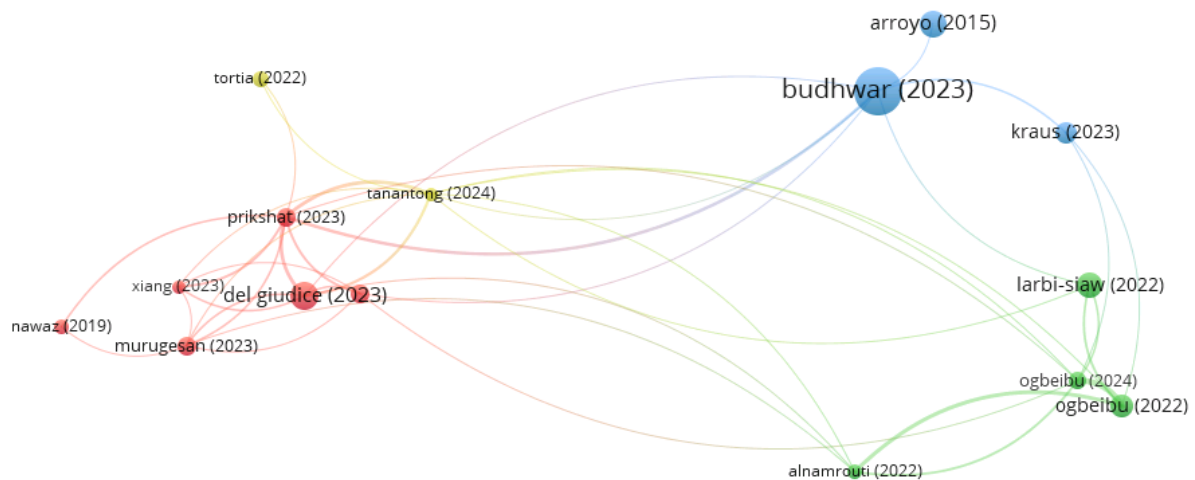 arroyo (2015)
tortia (2022)
budhwar (2023)
kraus (2023)
tanantong (2024)
prikshat (2023)
xiang (2023)
del giudice (2023)
larbi-siaw (2022)
nawaz (2019)
murugesan (2023)
ogbeibu (2024)
ogbeibu (2022)
alnamrouti (2022)